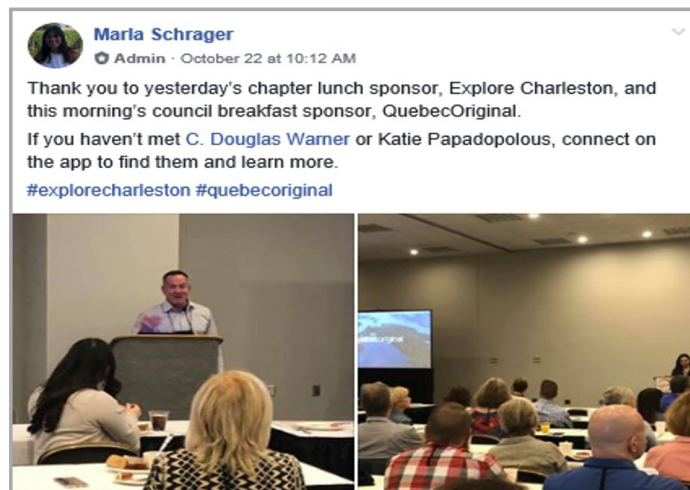 Marla Schrager
Admin · October 22 at 10:12 AM
Thank you to yesterday's chapter lunch sponsor, Explore Charleston, and
this morning's council breakfast sponsor, QuebecOriginal.
If you haven't met C. Douglas Warner or Katie Papadopolous, connect on
the app to find them and learn more.
#explorecharleston #quebecoriginal